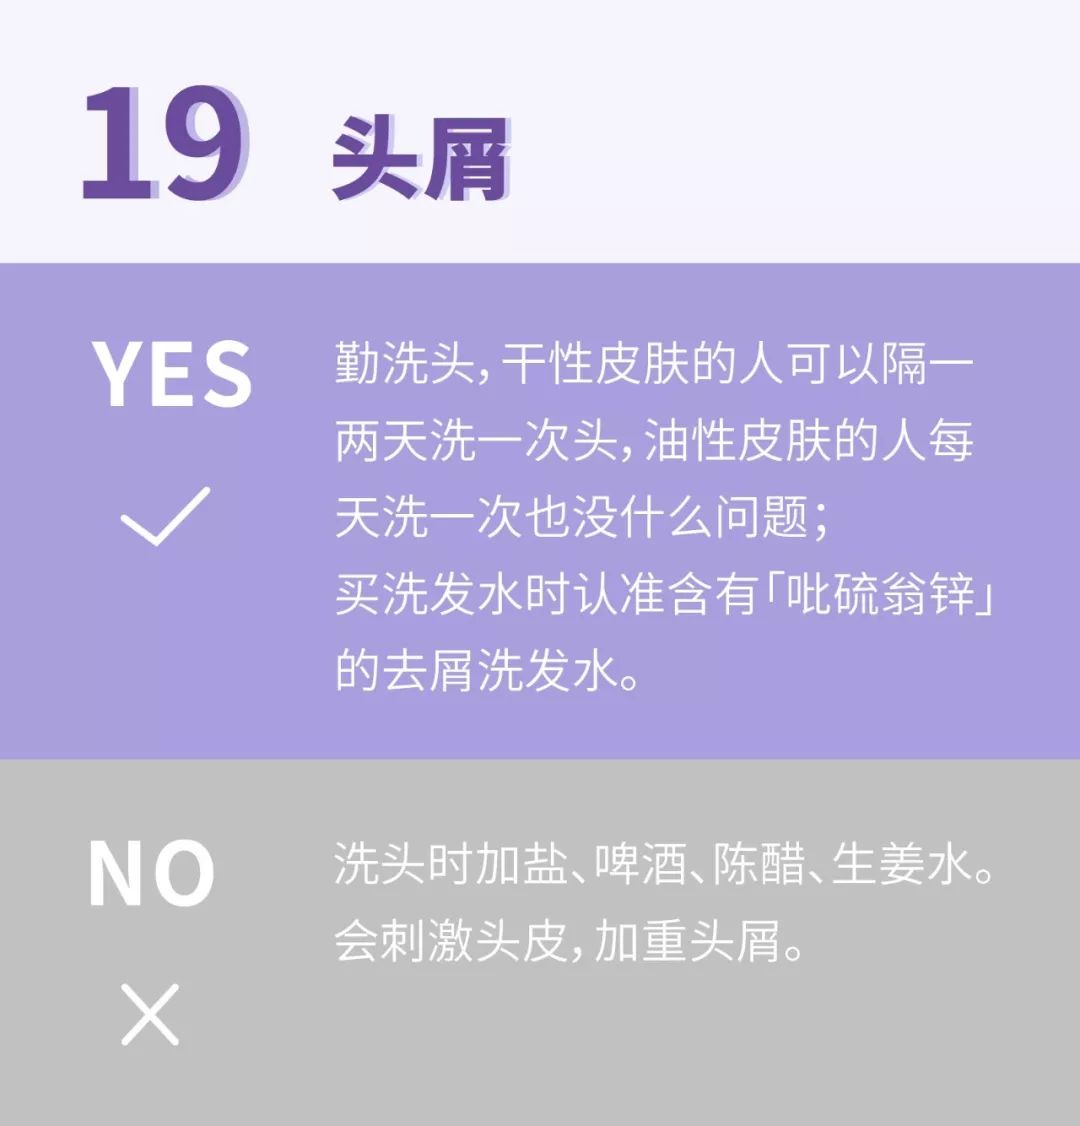 19 头屑
YES
勤洗头，干性皮肤的人可以隔一
两天洗一次头，油性皮肤的人每
天洗一次也没什么问题；
买洗发水时认准含有「吡硫翁锌」
的去屑洗发水。
NO
洗头时加盐、啤酒、陈醋、生姜水。
会刺激头皮，加重头屑。